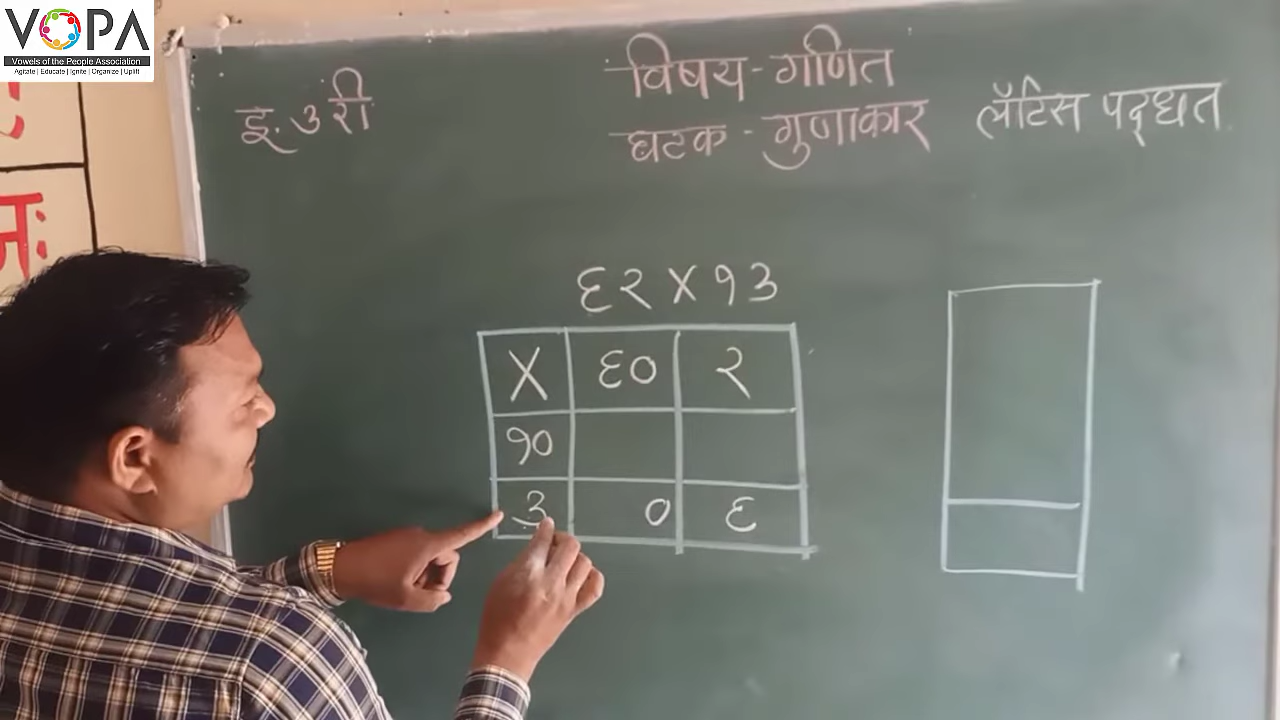 VOPA
Vowels of the People Association
Agitate | Educate | Ignite | Organize | Uplift
इ. ३ री
विषय - गणित
घटक - गुणाकार लॅटिस पद्धत
६२ X १३
X ६० २
१०
३ ० ६